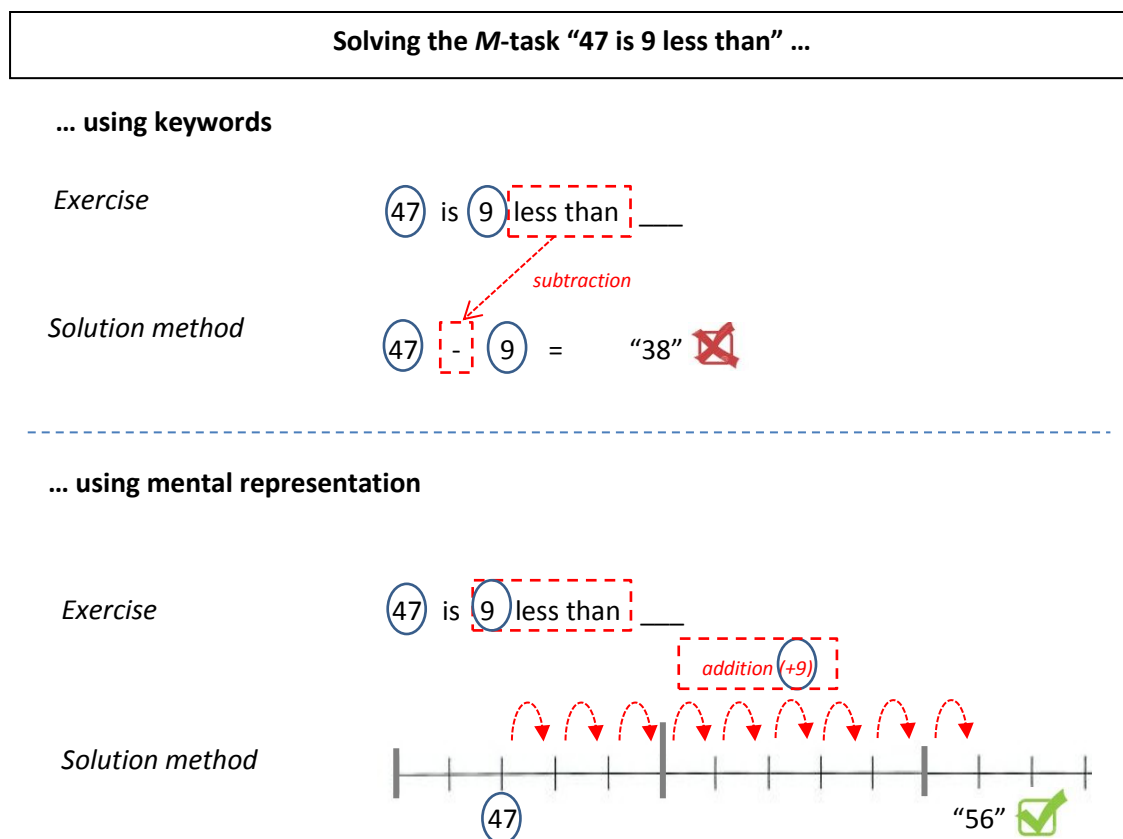 Solving the M-task “47 is 9 less than” …
… using keywords
Exercise
47 is 9 less than ___
subtraction
Solution method
47 - 9 = “38”
… using mental representation
Exercise
47 is 9 less than ___
addition (+9)
Solution method
47
“56”